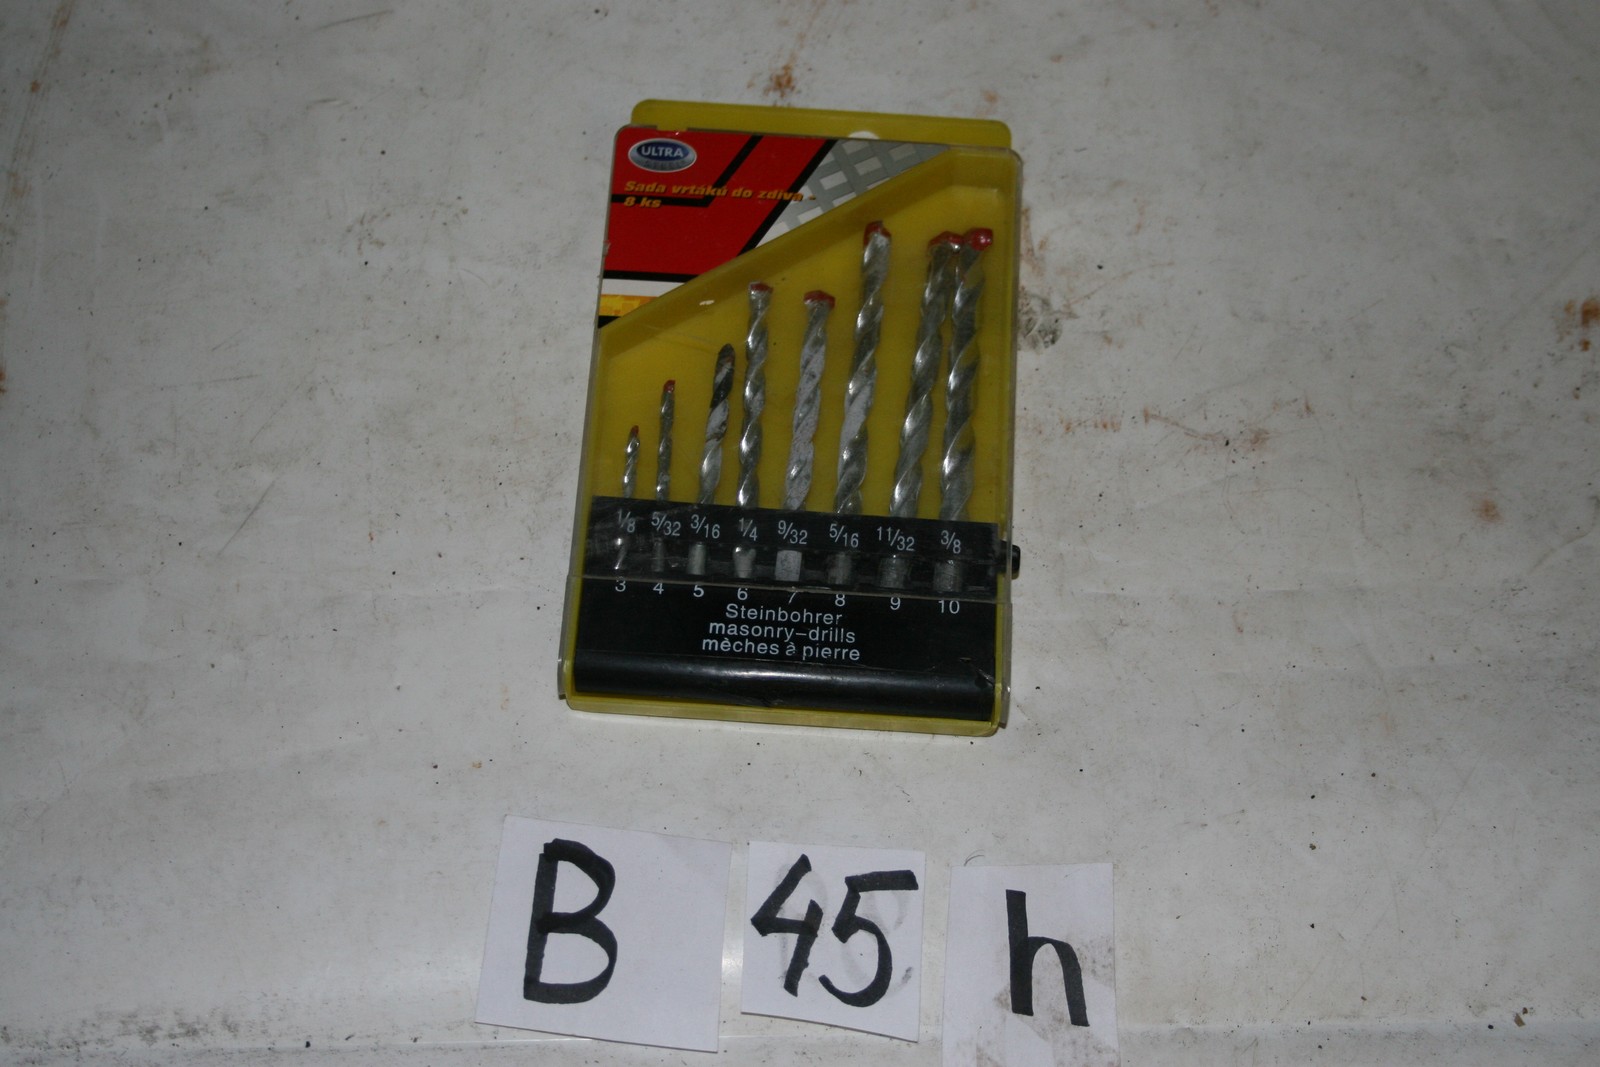 ULTRA
Sada vrtáků do zdiva -
8 ks
1/8 5/32 3/16 1/4 9/32 5/16 11/32 3/8
3 4 5 6 7 8 9 10
Steinbohrer
masonry-drills
mèches à pierre
B 45 h